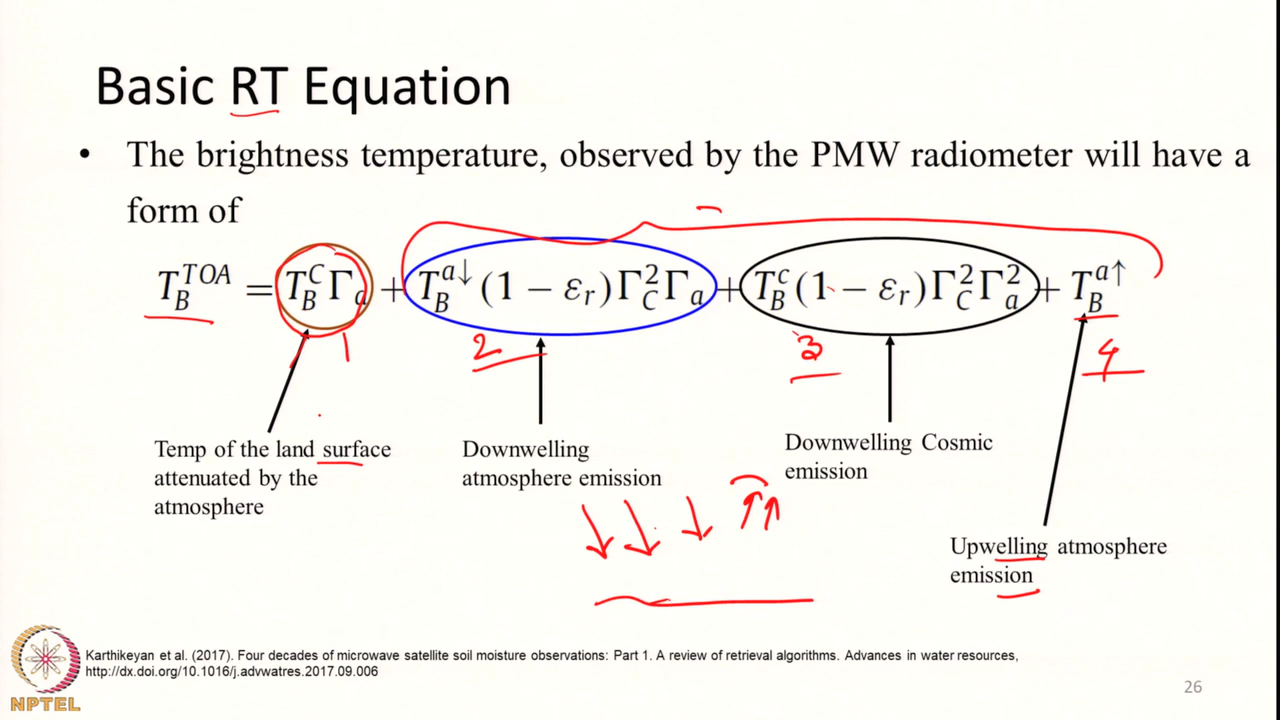 Basic RT Equation
• The brightness temperature, observed by the PMW radiometer will have a
form of
T_B^{TOA} = T_B^C Γ_a + T_B^{a↓} (1 − ε_r) Γ_C^2 Γ_a + T_B^c (1 − ε_r) Γ_C^2 Γ_a^2 + T_B^{a↑}
1 2 3 4
Temp of the land surface
attenuated by the
atmosphere
Downwelling
atmosphere emission
Downwelling Cosmic
emission
Upwelling atmosphere
emission
Karthikeyan et al. (2017). Four decades of microwave satellite soil moisture observations: Part 1. A review of retrieval algorithms. Advances in water resources,
http://dx.doi.org/10.1016/j.advwatres.2017.09.006
NPTEL
26